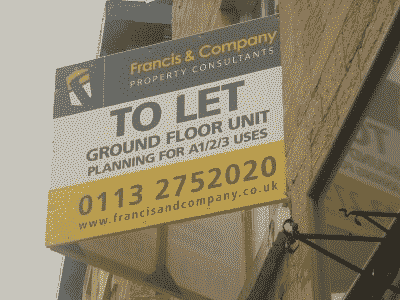 Francis & Company
PROPERTY CONSULTANTS
TO LET
GROUND FLOOR UNIT
PLANNING FOR A1/2/3 USES
0113 2752020
www.francisandcompany.co.uk